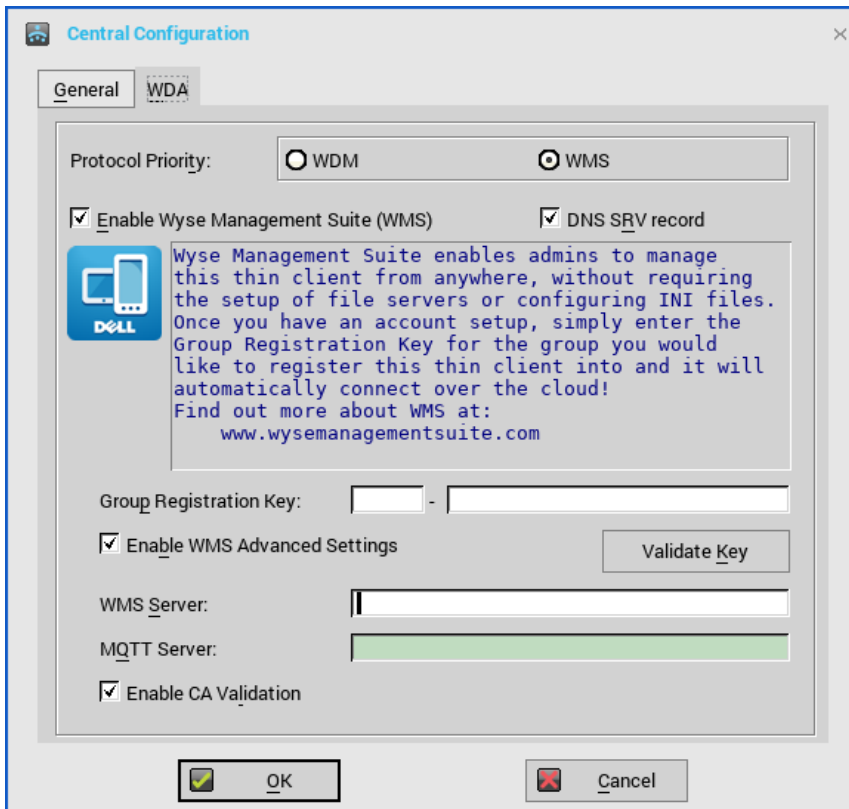 Central Configuration
General WDA
Protocol Priority: WDM WMS
Enable Wyse Management Suite (WMS) DNS SRV record
DELL
Wyse Management Suite enables admins to manage
this thin client from anywhere, without requiring
the setup of file servers or configuring INI files.
Once you have an account setup, simply enter the
Group Registration Key for the group you would
like to register this thin client into and it will
automatically connect over the cloud!
Find out more about WMS at:
www.wysemanagementsuite.com
Group Registration Key: -
Enable WMS Advanced Settings Validate Key
WMS Server:
MQTT Server:
Enable CA Validation
OK Cancel